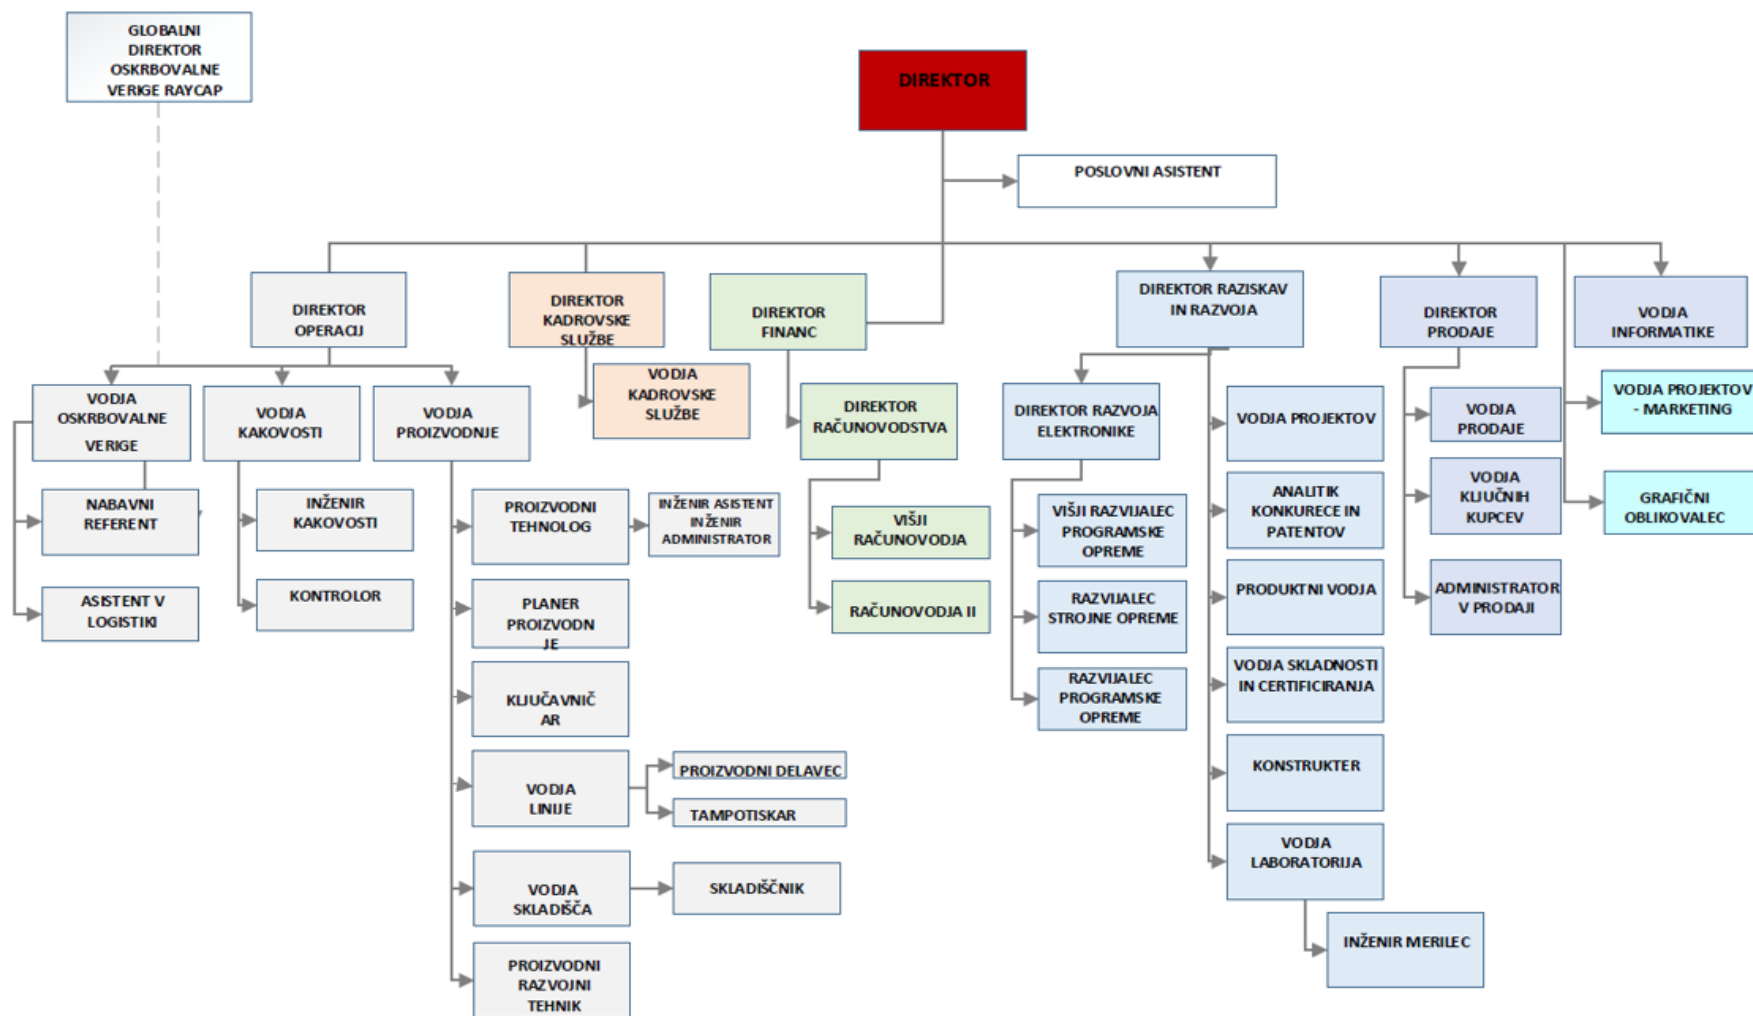 GLOBALNI
DIREKTOR
OSKRBOVALNE
VERIGE RAYCAP
DIREKTOR
POSLOVNI ASISTENT
DIREKTOR
OPERACIJ
DIREKTOR
KADROVSKE
SLUŽBE
DIREKTOR
FINANC
DIREKTOR RAZISKAV
IN RAZVOJA
DIREKTOR
PRODAJE
VODJA
INFORMATIKE
VODJA
OSKRBOVALNE
VERIGE
VODJA
KAKOVOSTI
VODJA
PROIZVODNJE
VODJA
KADROVSKE
SLUŽBE
DIREKTOR
RAČUNOVODSTVA
DIREKTOR RAZVOJA
ELEKTRONIKE
VODJA PROJEKTOV
VODJA
PRODAJE
VODJA PROJEKTOV
- MARKETING
NABAVNI
REFERENT
INŽENIR
KAKOVOSTI
PROIZVODNI
TEHNOLOG
INŽENIR ASISTENT
INŽENIR
ADMINISTRATOR
VIŠJI
RAČUNOVODJA
VIŠJI RAZVIJALEC
PROGRAMSKE
OPREME
ANALITIK
KONKURECE IN
PATENTOV
VODJA
KLJUČNIH
KUPCEV
GRAFIČNI
OBLIKOVALEC
ASISTENT V
LOGISTIKI
KONTROLOR
PLANER
PROIZVODN
JE
RAČUNOVODJA II
RAZVIJALEC
STROJNE OPREME
PRODUKTNI VODJA
ADMINISTRATOR
V PRODAJI
KLJUČAVNIČ
AR
RAZVIJALEC
PROGRAMSKE
OPREME
VODJA SKLADNOSTI
IN CERTIFICIRANJA
VODJA
LINIJE
PROIZVODNI DELAVEC
TAMPOTISKAR
KONSTRUKTER
VODJA
SKLADIŠČA
SKLADIŠČNIK
VODJA
LABORATORIJA
PROIZVODNI
RAZVOJNI
TEHNIK
INŽENIR MERILEC